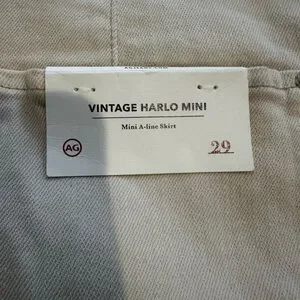 VINTAGE HARLO MINI
Mini A-line Skirt
AG
29